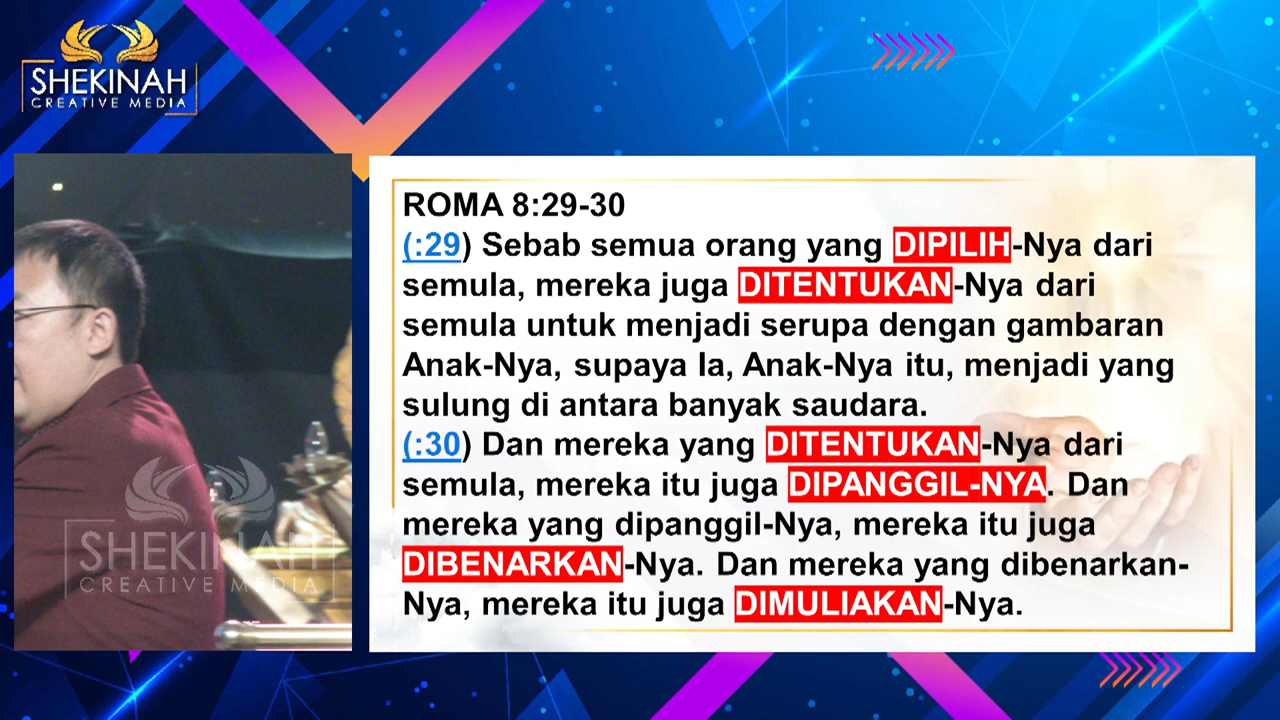 SHEKINAH
CREATIVE MEDIA
ROMA 8:29-30
(:29) Sebab semua orang yang DIPILIH-Nya dari
semula, mereka juga DITENTUKAN-Nya dari
semula untuk menjadi serupa dengan gambaran
Anak-Nya, supaya Ia, Anak-Nya itu, menjadi yang
sulung di antara banyak saudara.
(:30) Dan mereka yang DITENTUKAN-Nya dari
semula, mereka itu juga DIPANGGIL-NYA. Dan
mereka yang dipanggil-Nya, mereka itu juga
DIBENARKAN-Nya. Dan mereka yang dibenarkan-
Nya, mereka itu juga DIMULIAKAN-Nya.
SHEKINAH
CREATIVE MEDIA